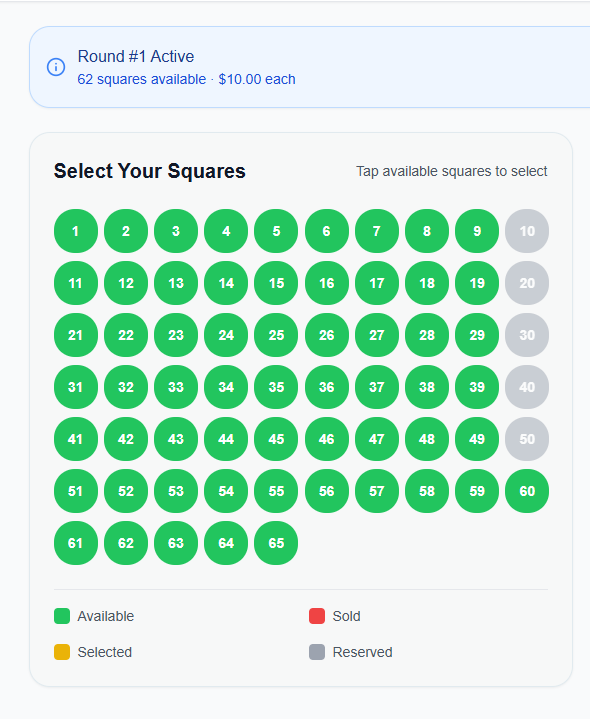 Round #1 Active
62 squares available · $10.00 each
Select Your Squares
Tap available squares to select
1 2 3 4 5 6 7 8 9 10
11 12 13 14 15 16 17 18 19 20
21 22 23 24 25 26 27 28 29 30
31 32 33 34 35 36 37 38 39 40
41 42 43 44 45 46 47 48 49 50
51 52 53 54 55 56 57 58 59 60
61 62 63 64 65
Available Sold
Selected Reserved